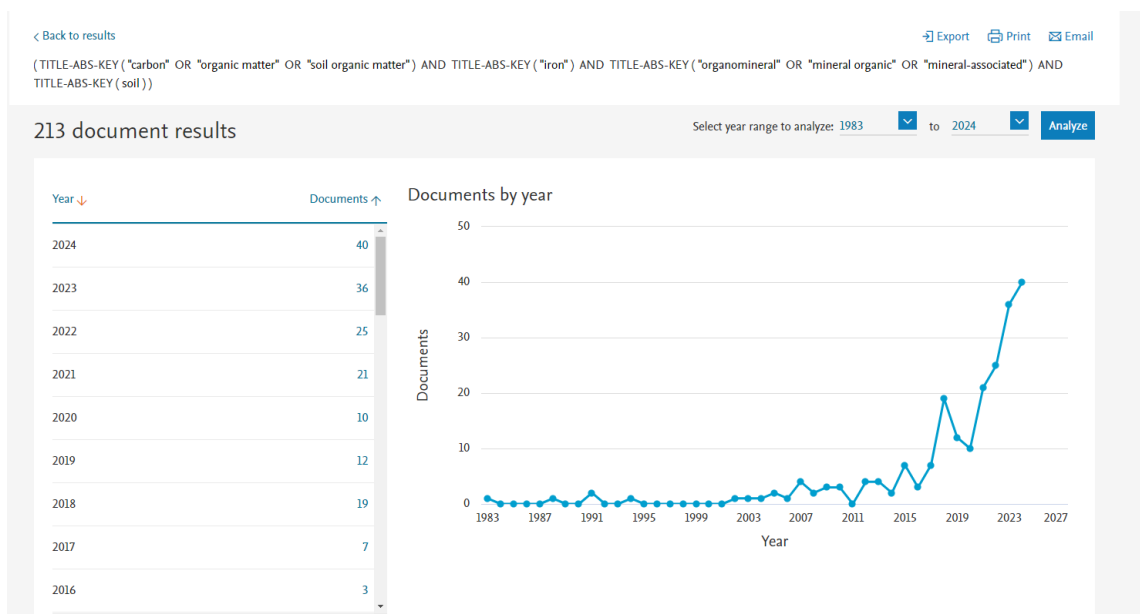 Back to results
Export Print Email
( TITLE-ABS-KEY ( "carbon" OR "organic matter" OR "soil organic matter" ) AND TITLE-ABS-KEY ( "iron" ) AND TITLE-ABS-KEY ( "organomineral" OR "mineral organic" OR "mineral-associated" ) AND
TITLE-ABS-KEY ( soil ) )
213 document results
Select year range to analyze: 1983 to 2024 Analyze
Year Documents
2024 40
2023 36
2022 25
2021 21
2020 10
2019 12
2018 19
2017 7
2016 3
Documents by year
50
40
30
20
10
0
Documents
1983 1987 1991 1995 1999 2003 2007 2011 2015 2019 2023 2027
Year